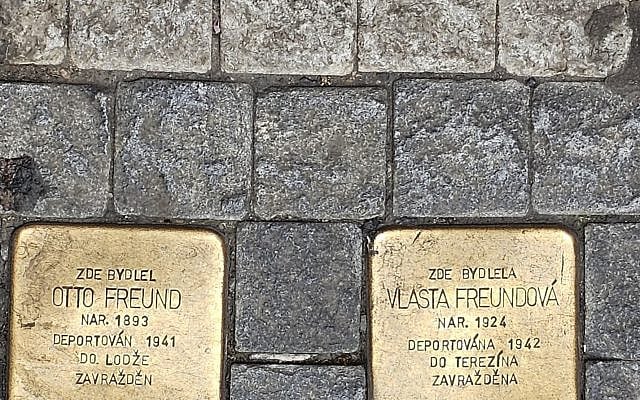 ZDE BYDLEL
OTTO FREUND
NAR. 1893
DEPORTOVÁN 1941
DO LODŽE
ZAVRAŽDĚN
ZDE BYDLELA
VLASTA FREUNDOVÁ
NAR. 1924
DEPORTOVÁNA 1942
DO TEREZÍNA
ZAVRAŽDĚNA